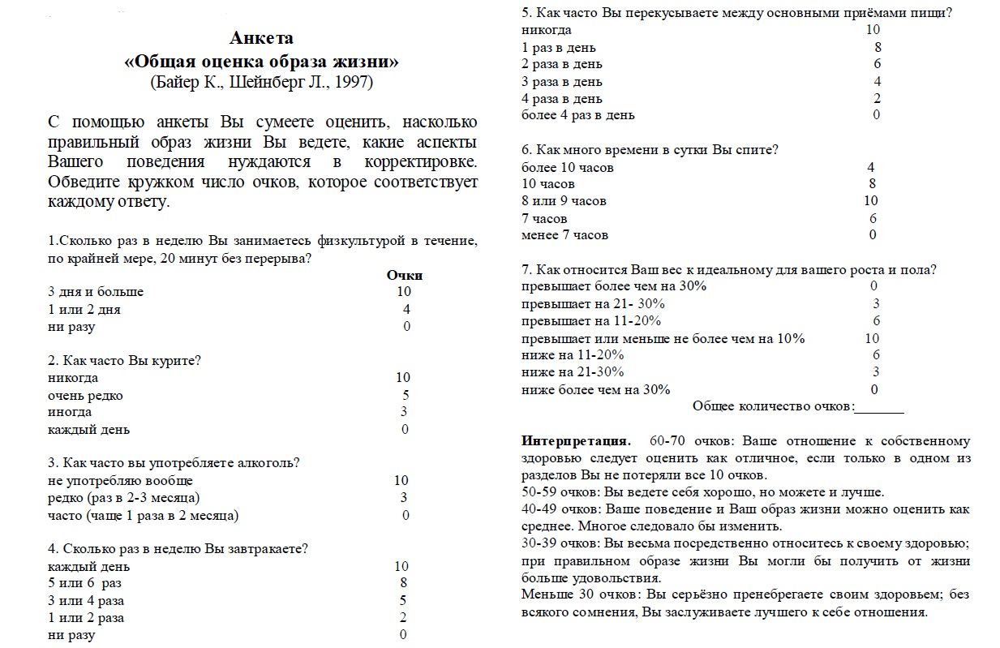 Анкета
«Общая оценка образа жизни»
(Байер К., Шейнберг Л., 1997)
С помощью анкеты Вы сумеете оценить, насколько
правильный образ жизни Вы ведете, какие аспекты
Вашего поведения нуждаются в корректировке.
Обведите кружком число очков, которое соответствует
каждому ответу.
1.Сколько раз в неделю Вы занимаетесь физкультурой в течение,
по крайней мере, 20 минут без перерыва?
Очки
3 дня и больше 10
1 или 2 дня 4
ни разу 0
2. Как часто Вы курите?
никогда 10
очень редко 5
иногда 3
каждый день 0
3. Как часто вы употребляете алкоголь?
не употребляю вообще 10
редко (раз в 2-3 месяца) 3
часто (чаще 1 раза в 2 месяца) 0
4. Сколько раз в неделю Вы завтракаете?
каждый день 10
5 или 6 раз 8
3 или 4 раза 5
1 или 2 раза 2
ни разу 0
5. Как часто Вы перекусываете между основными приёмами пищи?
никогда 10
1 раз в день 8
2 раза в день 6
3 раза в день 4
4 раза в день 2
более 4 раз в день 0
6. Как много времени в сутки Вы спите?
более 10 часов 4
10 часов 8
8 или 9 часов 10
7 часов 6
менее 7 часов 0
7. Как относится Ваш вес к идеальному для вашего роста и пола?
превышает более чем на 30% 0
превышает на 21- 30% 3
превышает на 11-20% 6
превышает или меньше не более чем на 10% 10
ниже на 11-20% 6
ниже на 21-30% 3
ниже более чем на 30% 0
Общее количество очков:_______
Интерпретация. 60-70 очков: Ваше отношение к собственному
здоровью следует оценить как отличное, если только в одном из
разделов Вы не потеряли все 10 очков.
50-59 очков: Вы ведете себя хорошо, но можете и лучше.
40-49 очков: Ваше поведение и Ваш образ жизни можно оценить как
среднее. Многое следовало бы изменить.
30-39 очков: Вы весьма посредственно относитесь к своему здоровью;
при правильном образе жизни Вы могли бы получить от жизни
больше удовольствия.
Меньше 30 очков: Вы серьёзно пренебрегаете своим здоровьем; без
всякого сомнения, Вы заслуживаете лучшего к себе отношения.